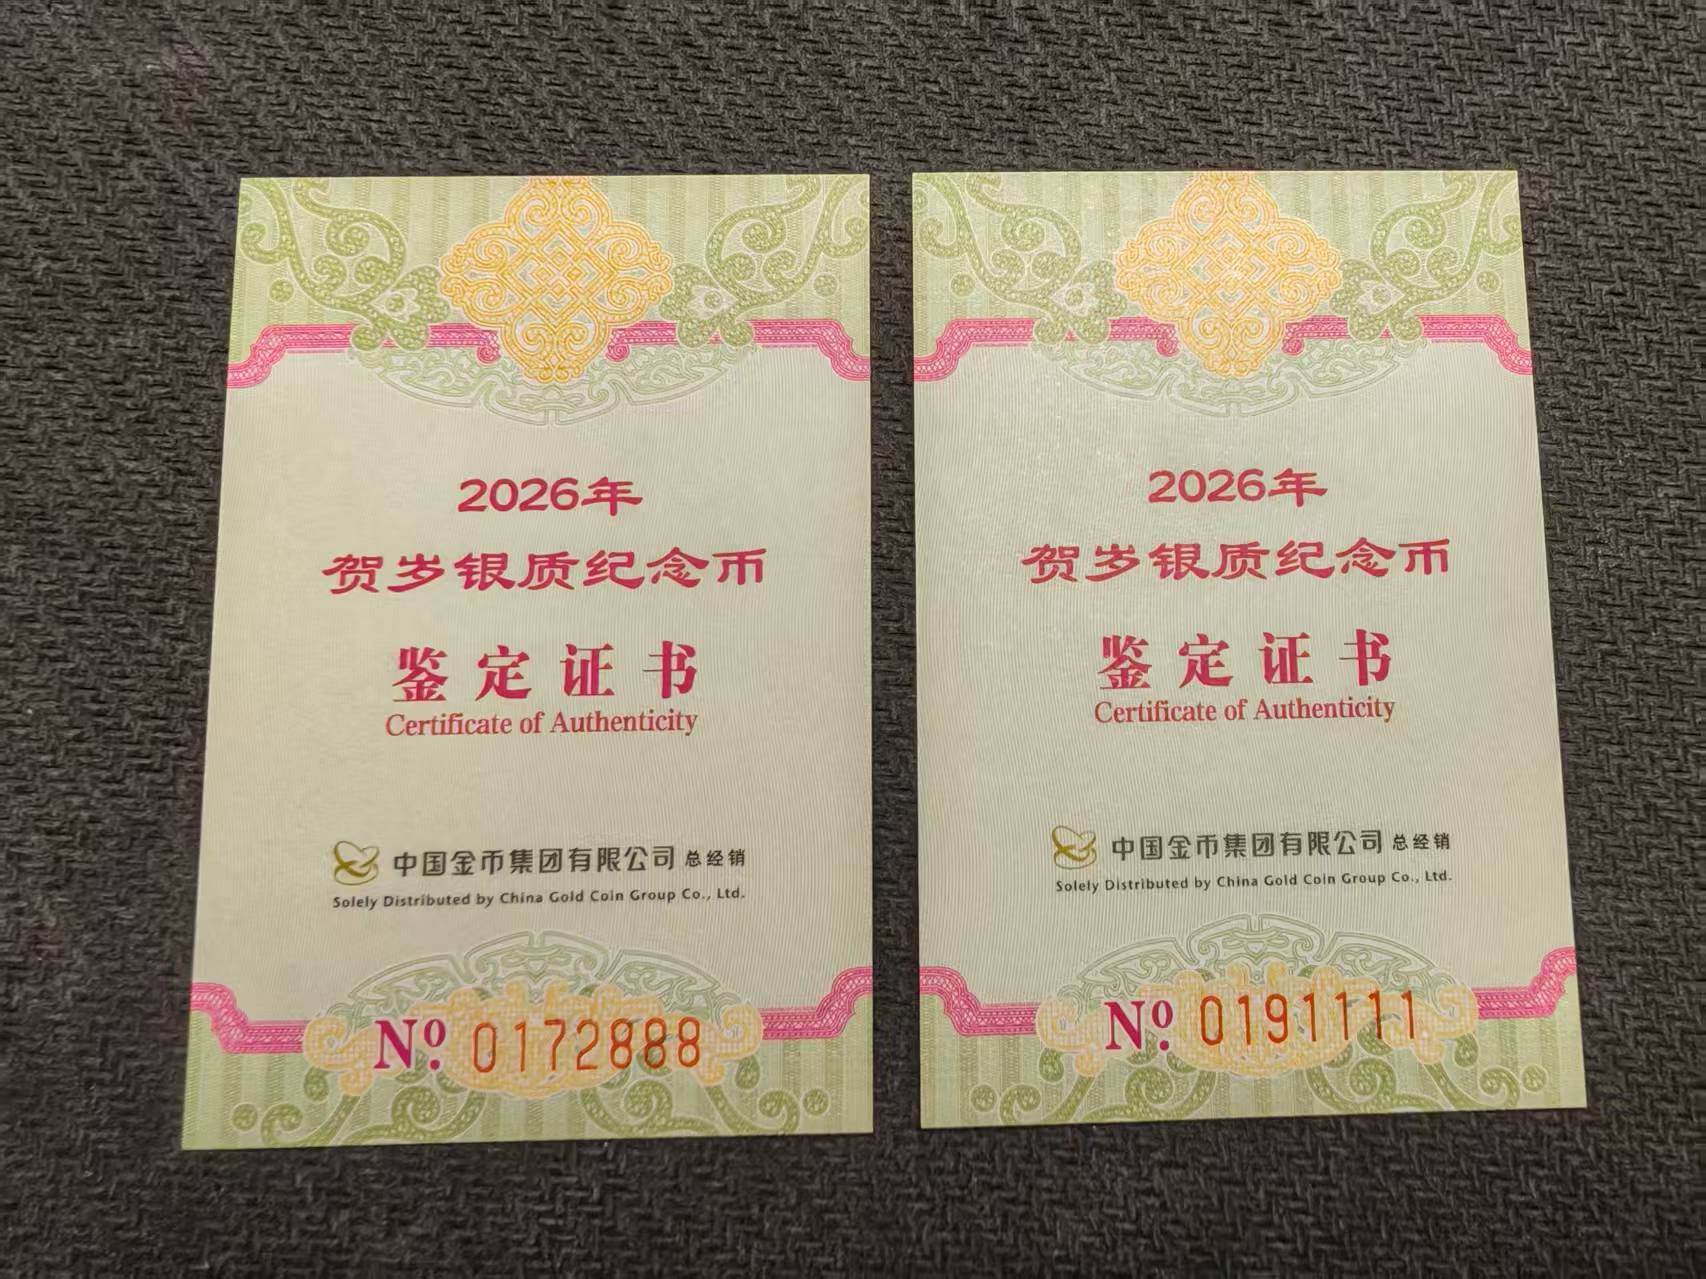 2026年
贺岁银质纪念币
鉴定证书
Certificate of Authenticity
中国金币集团有限公司 总经销
Solely Distributed by China Gold Coin Group Co., Ltd.
Nº. 0172888
2026年
贺岁银质纪念币
鉴定证书
Certificate of Authenticity
中国金币集团有限公司 总经销
Solely Distributed by China Gold Coin Group Co., Ltd.
Nº. 0191111